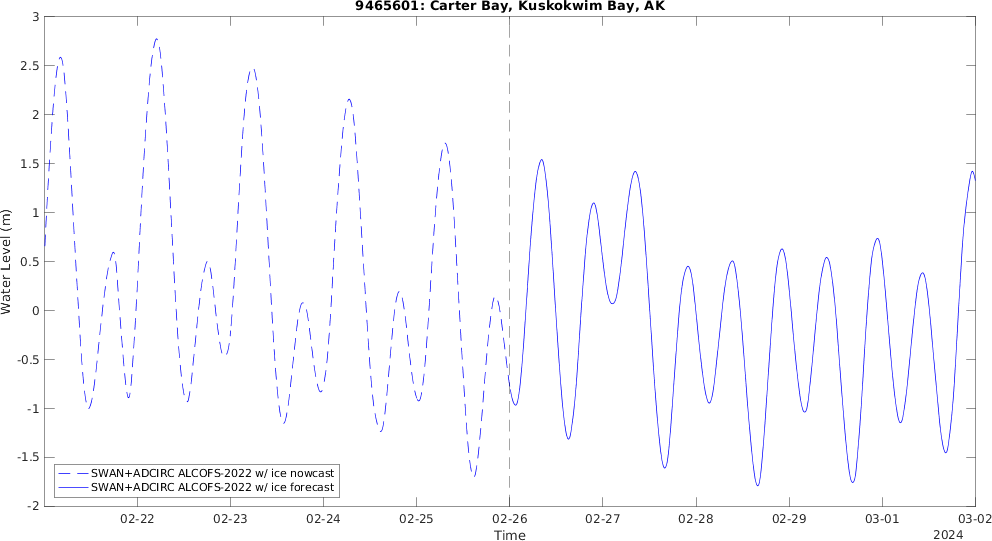 9465601: Carter Bay, Kuskokwim Bay, AK
3
2.5
2
1.5
1
0.5
0
-0.5
-1
-1.5
-2
Water Level (m)
SWAN+ADCIRC ALCOFS-2022 w/ ice nowcast
SWAN+ADCIRC ALCOFS-2022 w/ ice forecast
02-22 02-23 02-24 02-25 02-26 02-27 02-28 02-29 03-01 03-02
Time
2024